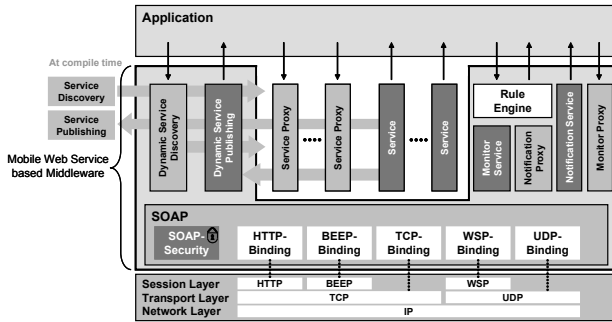 Application
At compile time
Service
Discovery
Service
Publishing
Mobile Web Service
based Middleware
Dynamic Service
Discovery
Dynamic Service
Publishing
Service Proxy
Service Proxy
Service
Service
Rule
Engine
Monitor
Service
Notification
Proxy
Notification Service
Monitor Proxy
SOAP
SOAP-
Security
HTTP-
Binding
BEEP-
Binding
TCP-
Binding
WSP-
Binding
UDP-
Binding
Session Layer HTTP BEEP WSP
Transport Layer TCP UDP
Network Layer IP